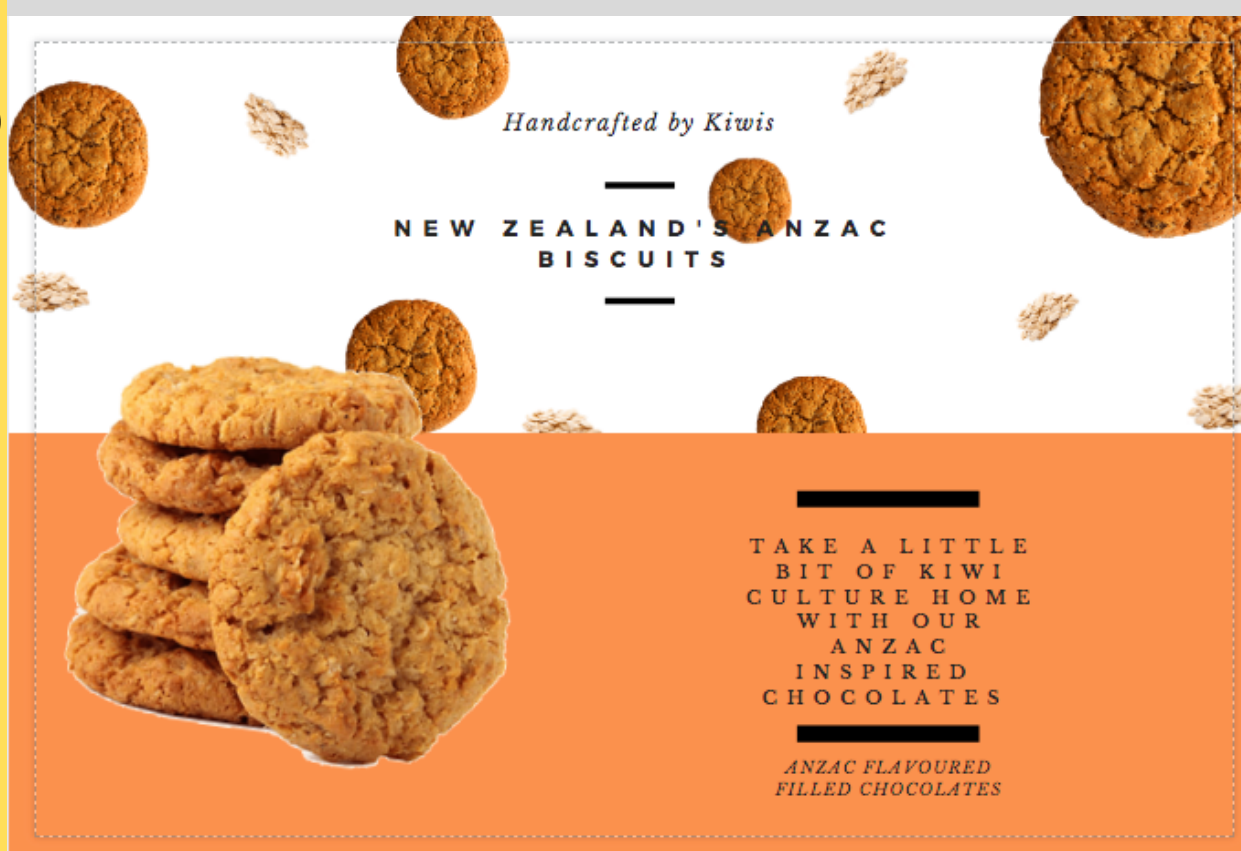 Handcrafted by Kiwis
NEW ZEALAND'S ANZAC
BISCUITS
TAKE A LITTLE
BIT OF KIWI
CULTURE HOME
WITH OUR
ANZAC
INSPIRED
CHOCOLATES
ANZAC FLAVOURED
FILLED CHOCOLATES